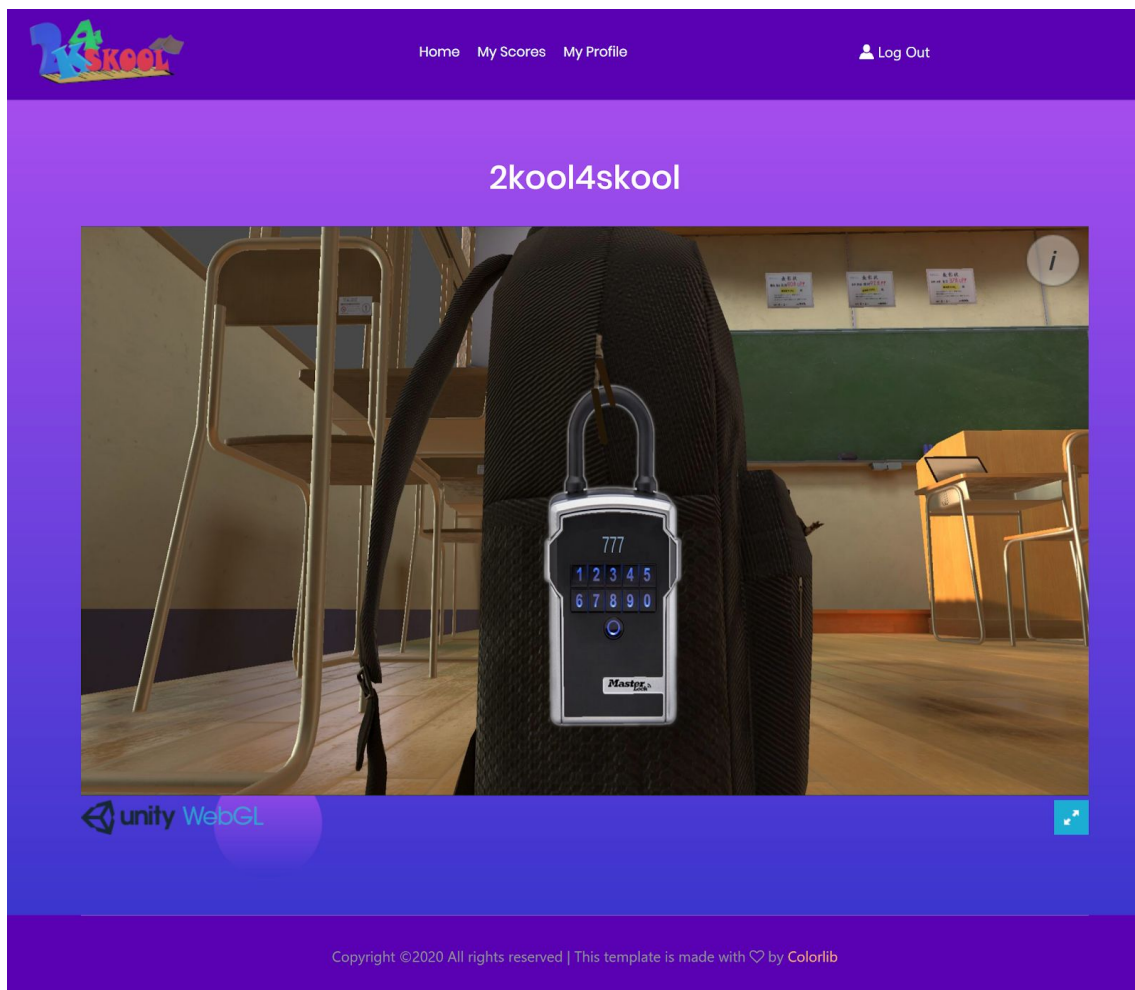 2K4SKOOL
Home My Scores My Profile
Log Out
2kool4skool
i
777
1 2 3 4 5
6 7 8 9 0
Master
Lock
unity WebGL
Copyright ©2020 All rights reserved | This template is made with ♡ by Colorlib